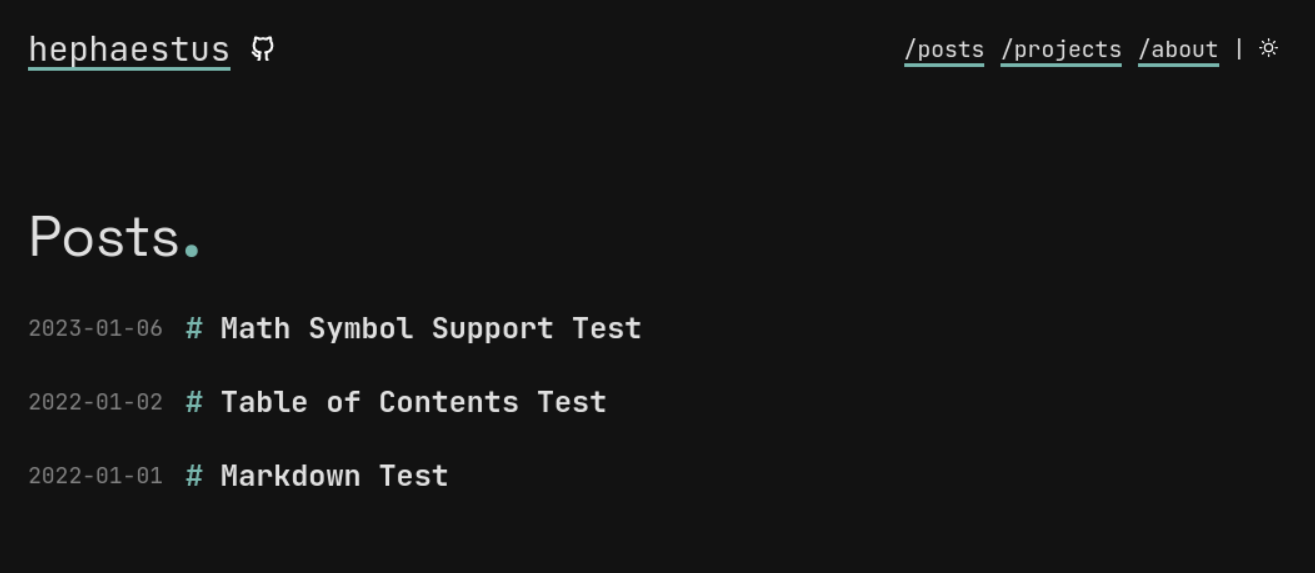 hephaestus /posts /projects /about |
Posts.
2023-01-06 # Math Symbol Support Test
2022-01-02 # Table of Contents Test
2022-01-01 # Markdown Test